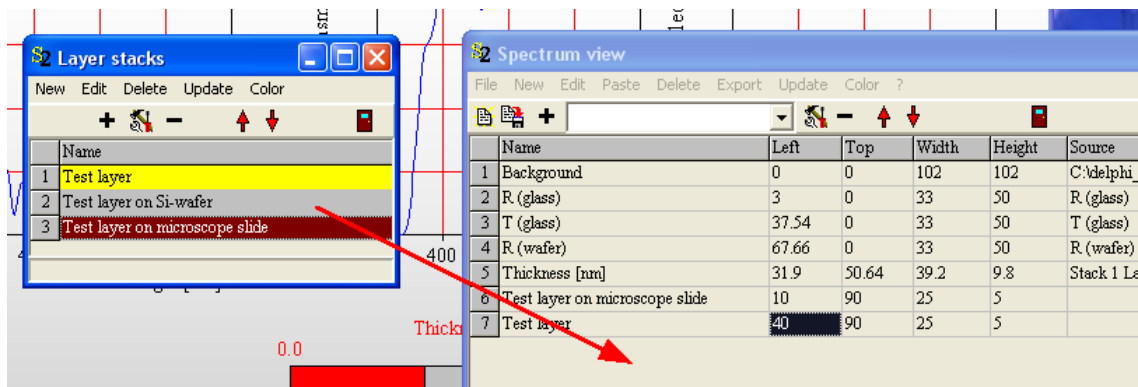 Layer stacks
New Edit Delete Update Color
Name
1 Test layer
2 Test layer on Si-wafer
3 Test layer on microscope slide
Spectrum view
File New Edit Paste Delete Export Update Color ?
Name Left Top Width Height Source
1 Background 0 0 102 102 C:\delphi_
2 R (glass) 3 0 33 50 R (glass)
3 T (glass) 37.54 0 33 50 T (glass)
4 R (wafer) 67.66 0 33 50 R (wafer)
5 Thickness [nm] 31.9 50.64 39.2 9.8 Stack 1 La
6 Test layer on microscope slide 10 90 25 5
7 Test layer 40 90 25 5
400
Thickn
0.0